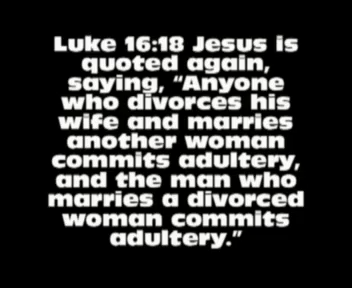 Luke 16:18 Jesus is
quoted again,
saying, “Anyone
who divorces his
wife and marries
another woman
commits adultery,
and the man who
marries a divorced
woman commits
adultery.”